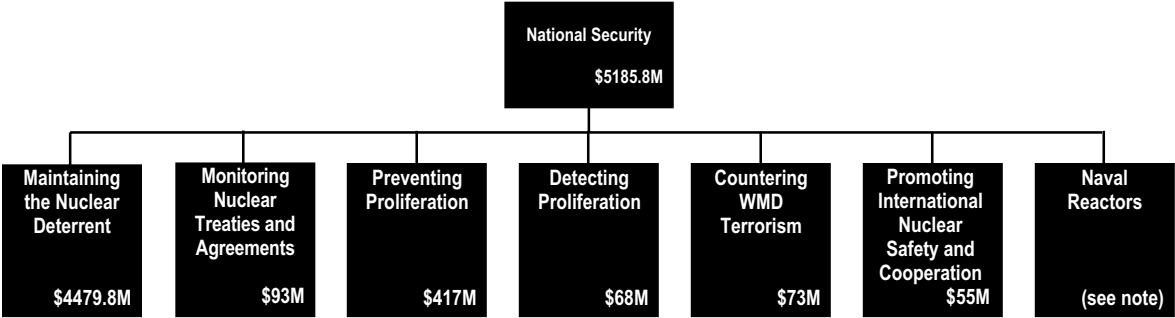 National Security
$5185.8M
Maintaining
the Nuclear
Deterrent
$4479.8M
Monitoring
Nuclear
Treaties and
Agreements
$93M
Preventing
Proliferation
$417M
Detecting
Proliferation
$68M
Countering
WMD
Terrorism
$73M
Promoting
International
Nuclear
Safety and
Cooperation
$55M
Naval
Reactors
(see note)